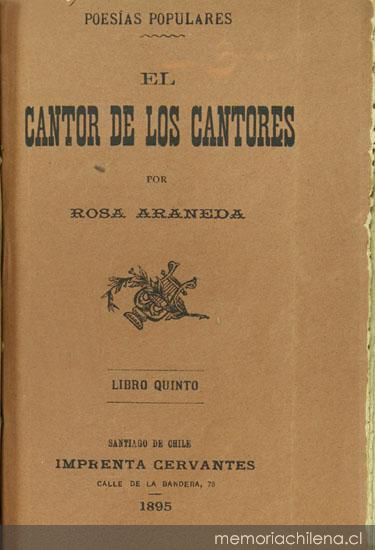 POESÍAS POPULARES
EL
CANTOR DE LOS CANTORES
POR
ROSA ARANEDA
LIBRO QUINTO
SANTIAGO DE CHILE
IMPRENTA CERVANTES
CALLE DE LA BANDERA, 73
1895
memoriachilena.cl